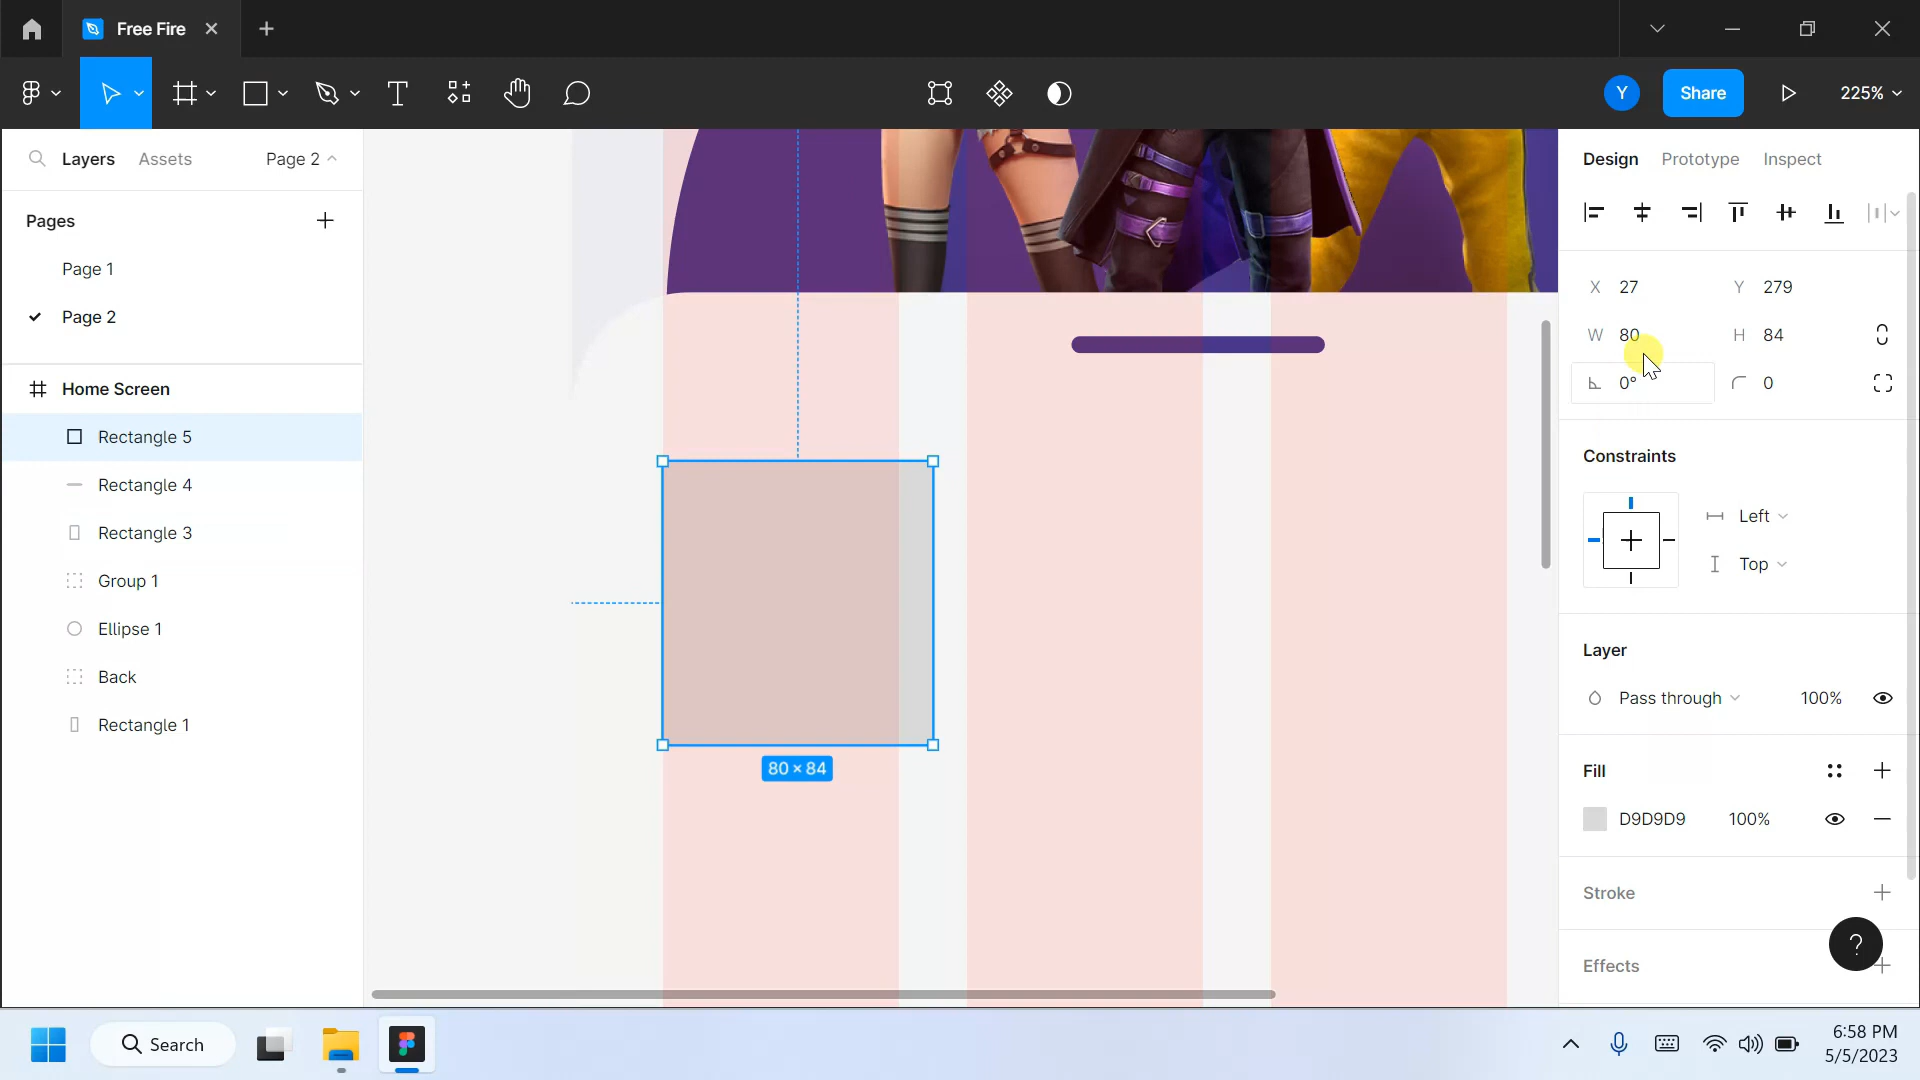 Free Fire
Y
Share
225%
Layers
Assets
Page 2
Pages
Page 1
Page 2
Home Screen
Rectangle 5
Rectangle 4
Rectangle 3
Group 1
Ellipse 1
Back
Rectangle 1
80 × 84
Design
Prototype
Inspect
X 27
Y 279
W 80
H 84
0°
0
Constraints
Left
Top
Layer
Pass through
100%
Fill
D9D9D9
100%
Stroke
Effects
?
Search
6:58 PM
5/5/2023